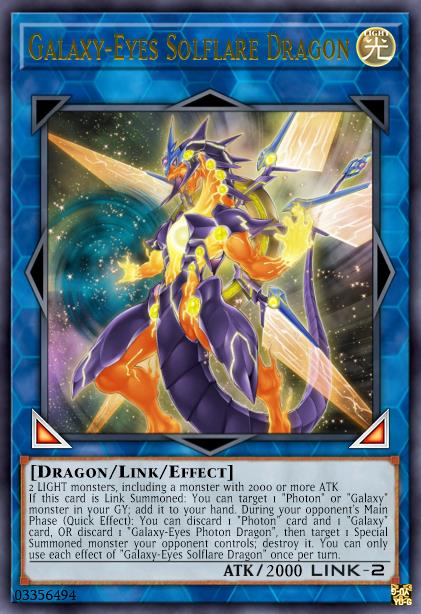 GALAXY-EYES SOLFLARE DRAGON
LIGHT
光
[DRAGON/LINK/EFFECT]
2 LIGHT monsters, including a monster with 2000 or more ATK
If this card is Link Summoned: You can target 1 "Photon" or "Galaxy"
monster in your GY; add it to your hand. During your opponent's Main
Phase (Quick Effect): You can discard 1 "Photon" card and 1 "Galaxy"
card, OR discard 1 "Galaxy-Eyes Photon Dragon", then target 1 Special
Summoned monster your opponent controls; destroy it. You can only
use each effect of "Galaxy-Eyes Solflare Dragon" once per turn.
ATK/2000 LINK-2
03356494